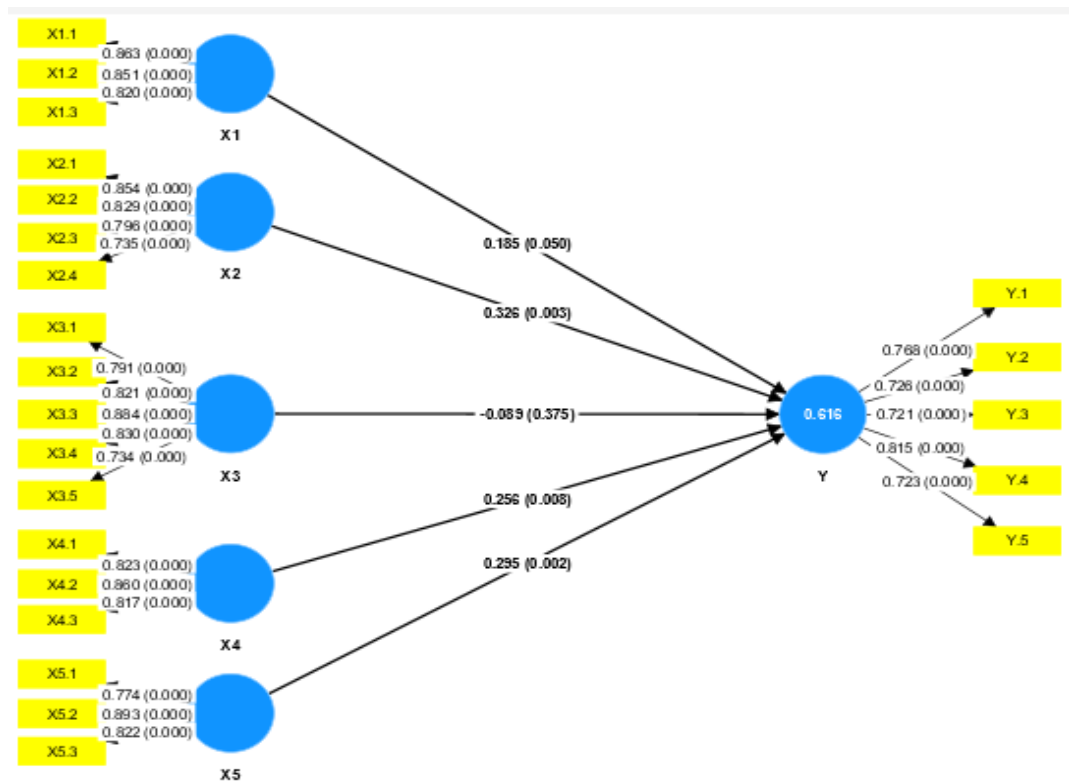 X1.1
X1.2
X1.3
0.863 (0.000)
0.851 (0.000)
0.820 (0.000)
X1
X2.1
X2.2
X2.3
X2.4
0.854 (0.000)
0.829 (0.000)
0.796 (0.000)
0.735 (0.000)
X2
X3.1
X3.2
X3.3
X3.4
X3.5
0.791 (0.000)
0.821 (0.000)
0.884 (0.000)
0.830 (0.000)
0.734 (0.000)
X3
X4.1
X4.2
X4.3
0.823 (0.000)
0.860 (0.000)
0.817 (0.000)
X4
X5.1
X5.2
X5.3
0.774 (0.000)
0.893 (0.000)
0.822 (0.000)
X5
0.185 (0.050)
0.326 (0.003)
-0.089 (0.375)
0.256 (0.008)
0.295 (0.002)
0.616
Y
0.768 (0.000)
0.726 (0.000)
0.721 (0.000)
0.815 (0.000)
0.723 (0.000)
Y.1
Y.2
Y.3
Y.4
Y.5